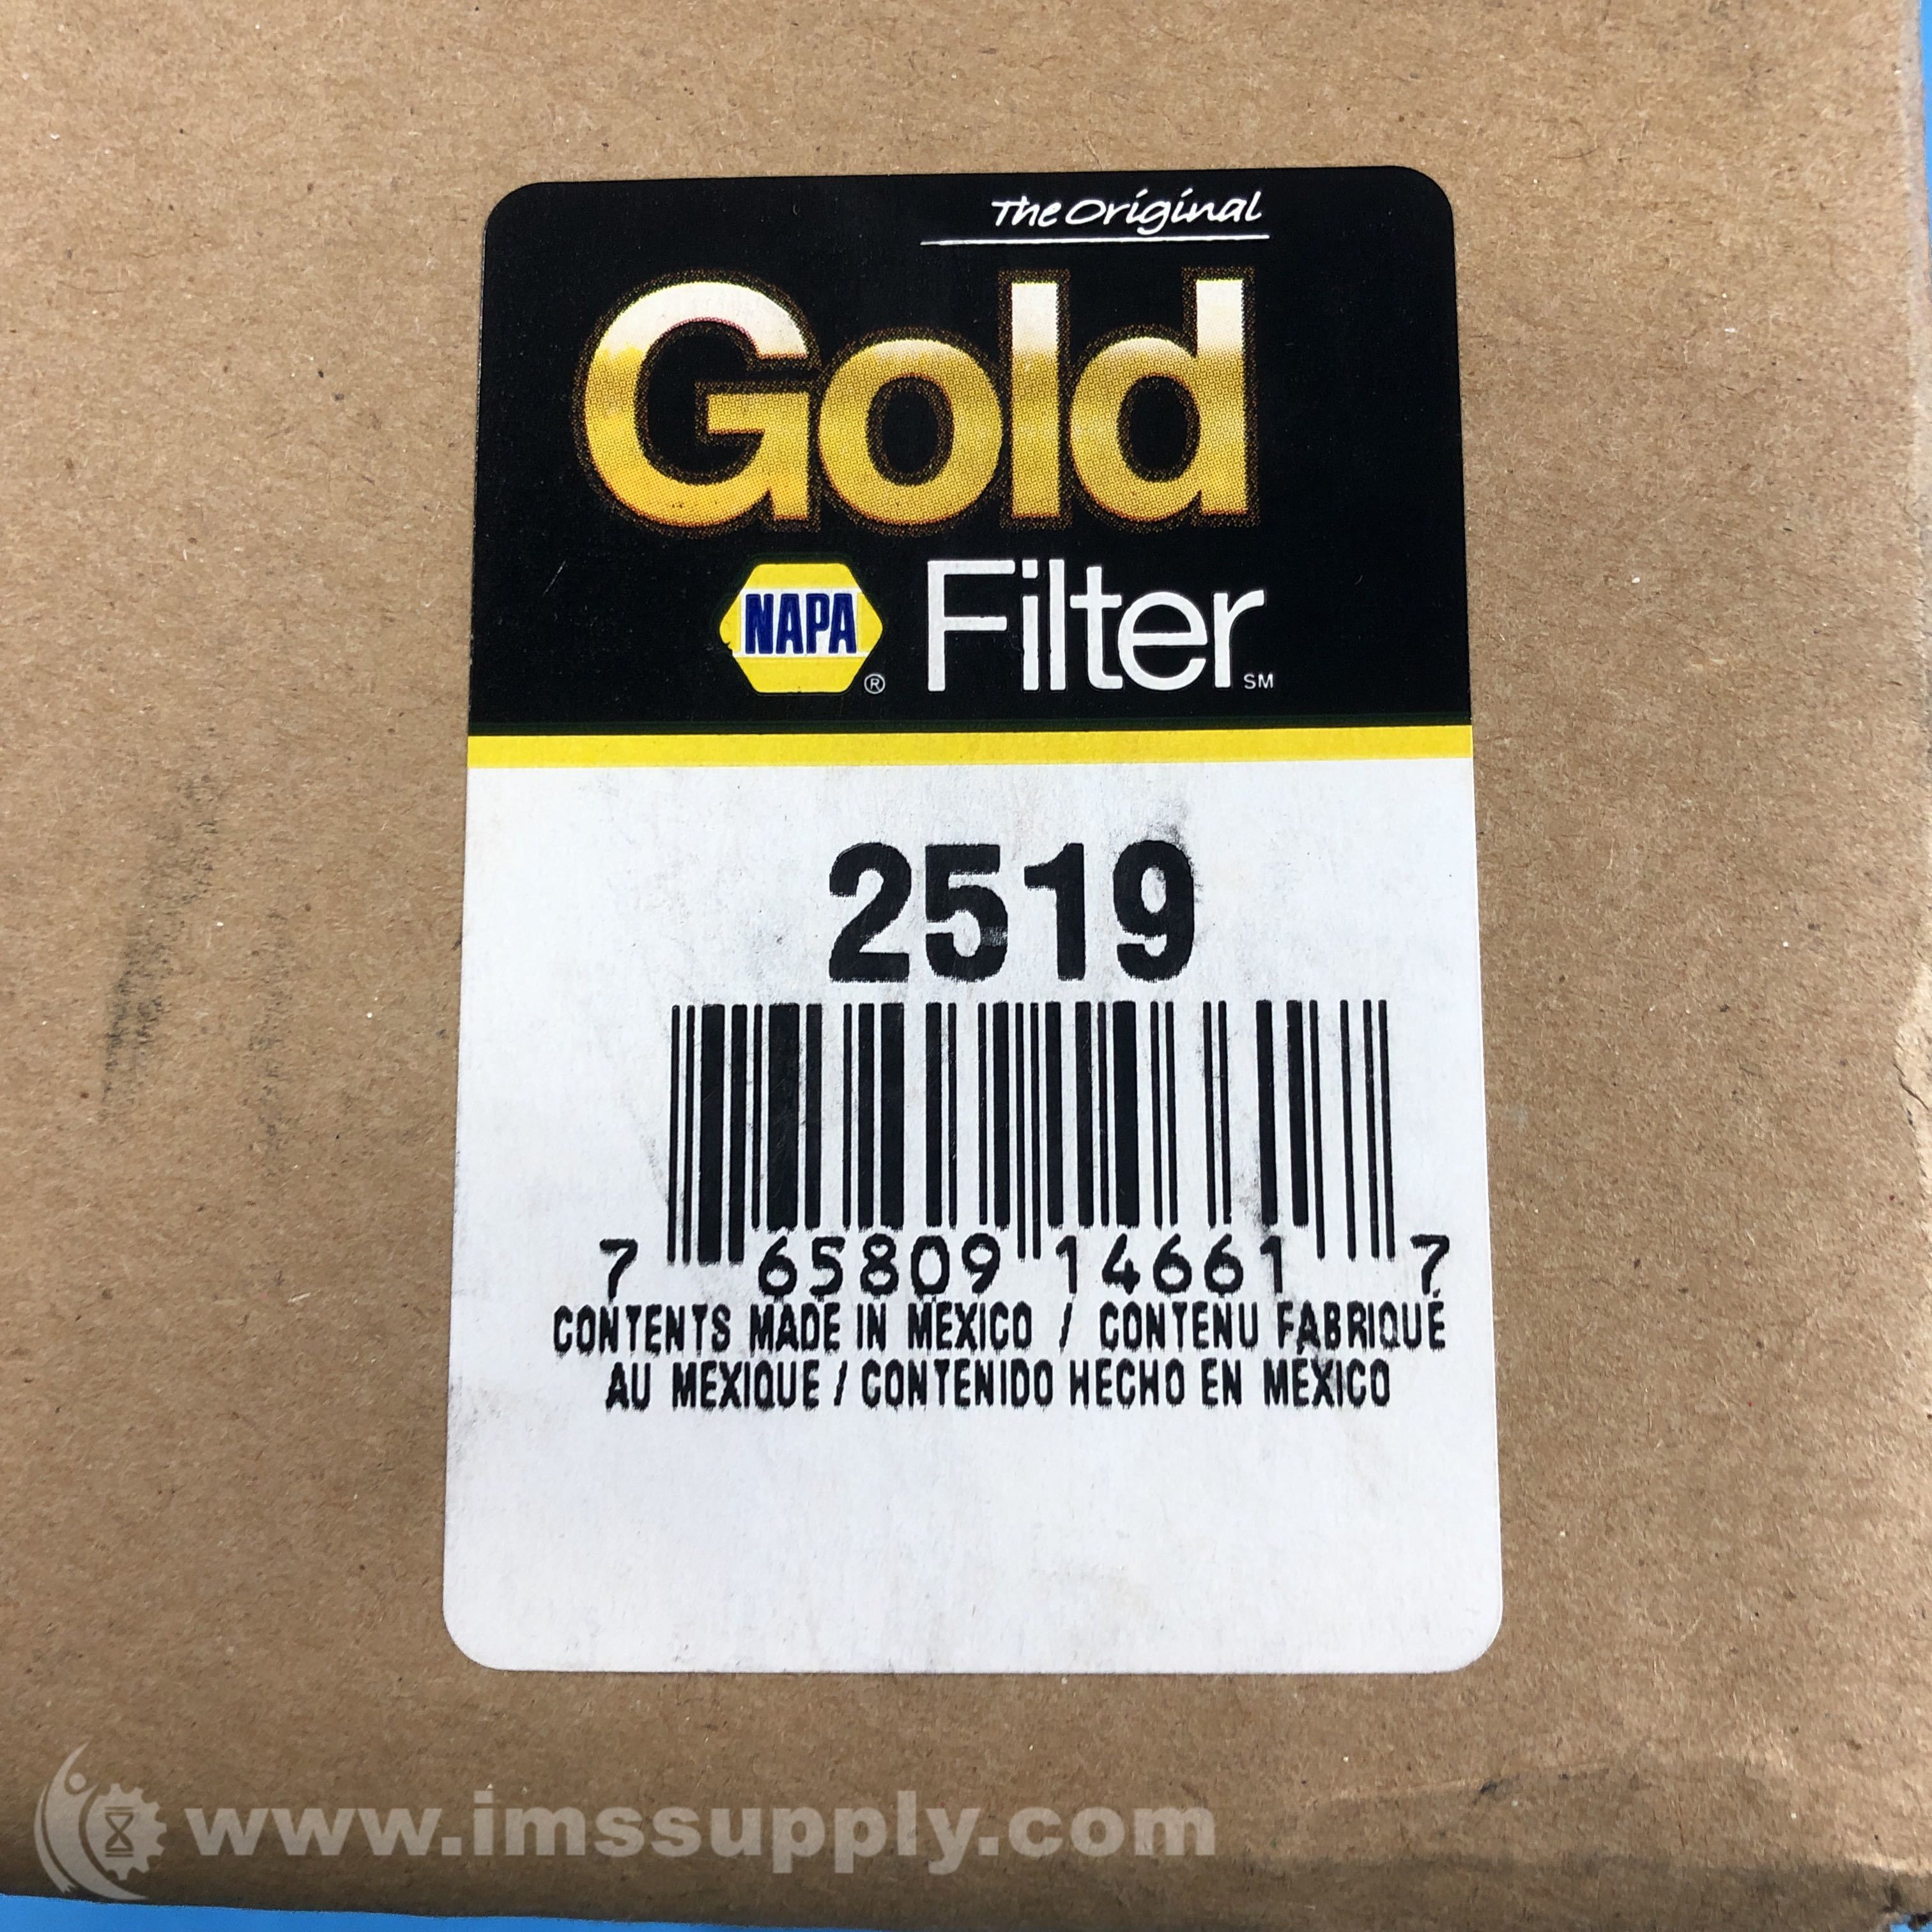 The Original
Gold
NAPA® Filter SM
2519
7 65809 14661 7
CONTENTS MADE IN MEXICO / CONTENU FABRIQUÉ
AU MEXIQUE / CONTENIDO HECHO EN MÉXICO
www.imssupply.com